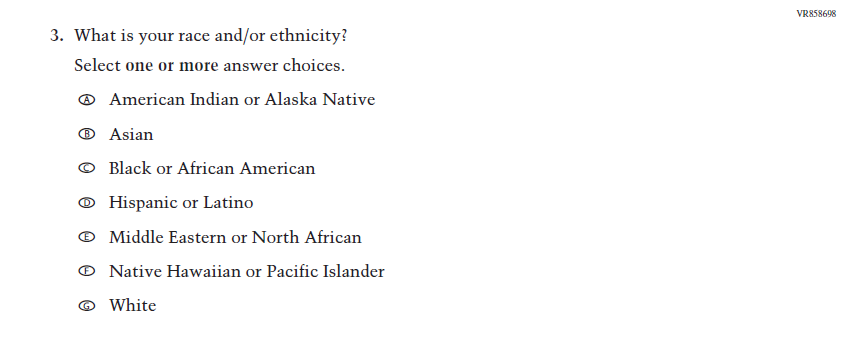 VR858698
3. What is your race and/or ethnicity?
Select one or more answer choices.
A American Indian or Alaska Native
B Asian
C Black or African American
D Hispanic or Latino
E Middle Eastern or North African
F Native Hawaiian or Pacific Islander
G White